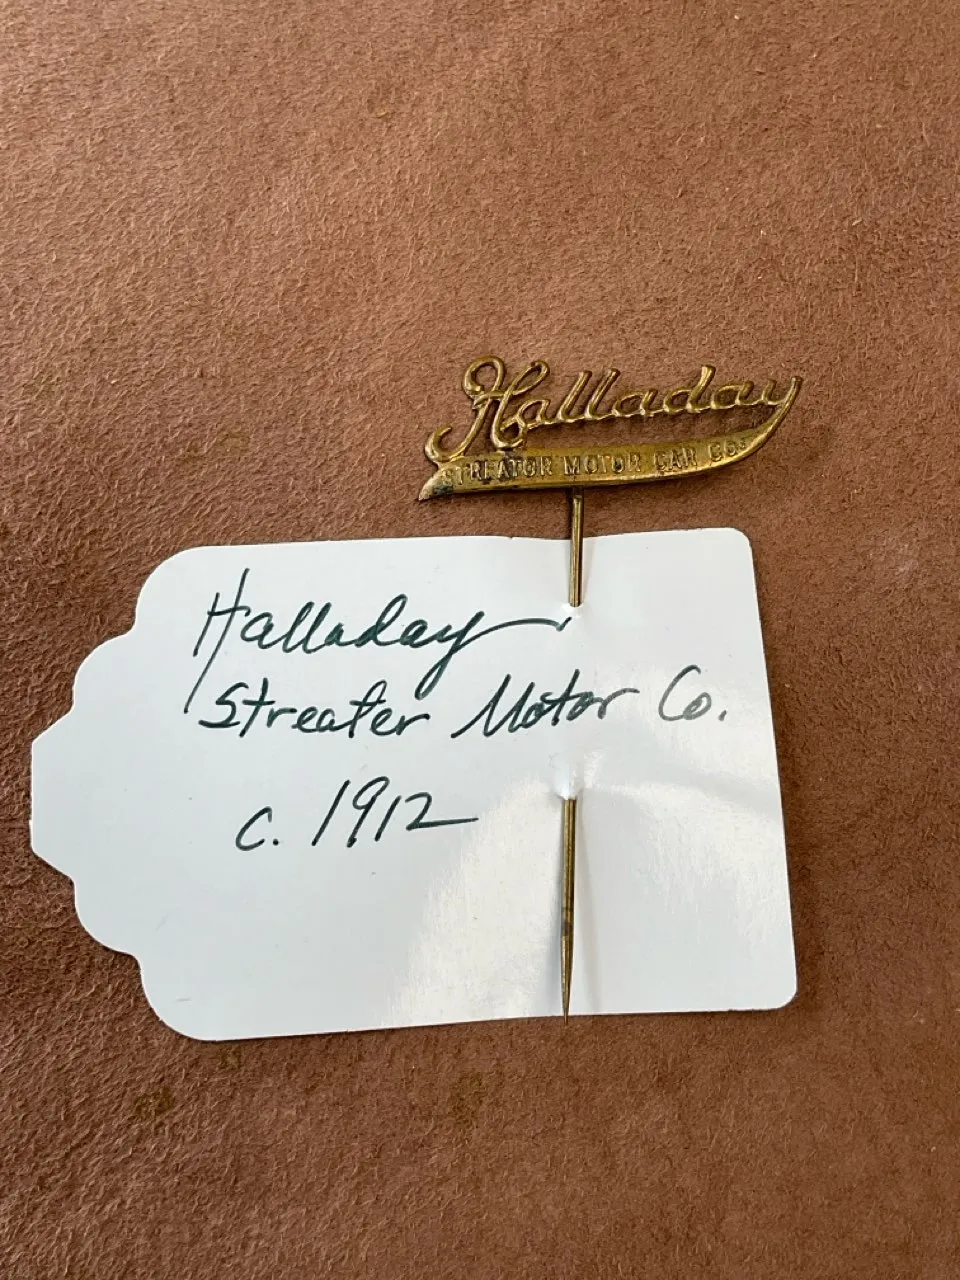 Halladay
STREATOR MOTOR CAR CO.
Halladay
Streater Motor Co.
c. 1912